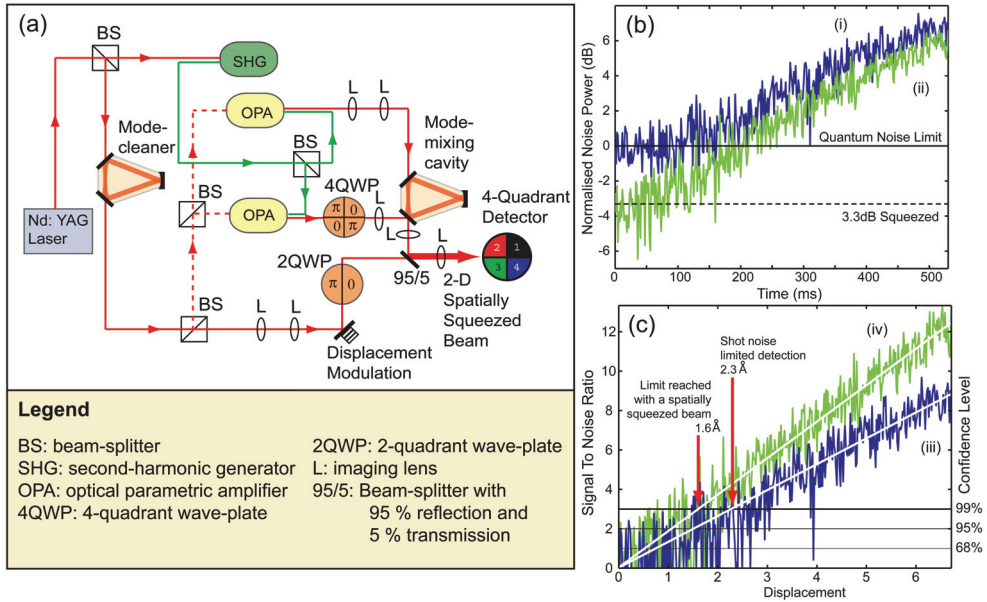 (a)
BS
SHG
OPA
L
L
Mode-
cleaner
BS
Mode-
mixing
cavity
4QWP
L
4-Quadrant
Detector
BS
OPA
π
0
0
π
L
L
2
1
3
4
Nd: YAG
Laser
2QWP
π
0
95/5
2-D
Spatially
Squeezed
Beam
BS
L
L
Displacement
Modulation
Legend
BS: beam-splitter
SHG: second-harmonic generator
OPA: optical parametric amplifier
4QWP: 4-quadrant wave-plate
2QWP: 2-quadrant wave-plate
L: imaging lens
95/5: Beam-splitter with
95 % reflection and
5 % transmission
(b)
(i)
(ii)
Quantum Noise Limit
3.3dB Squeezed
Normalised Noise Power (dB)
6
4
2
0
-2
-4
-6
0
100
200
300
400
500
Time (ms)
(c)
(iv)
(iii)
Shot noise
limited detection
2.3 Å
Limit reached
with a spatially
squeezed beam
1.6Å
Signal To Noise Ratio
12
10
8
6
4
2
0
0
1
2
3
4
5
6
Displacement
Confidence Level
99%
95%
68%